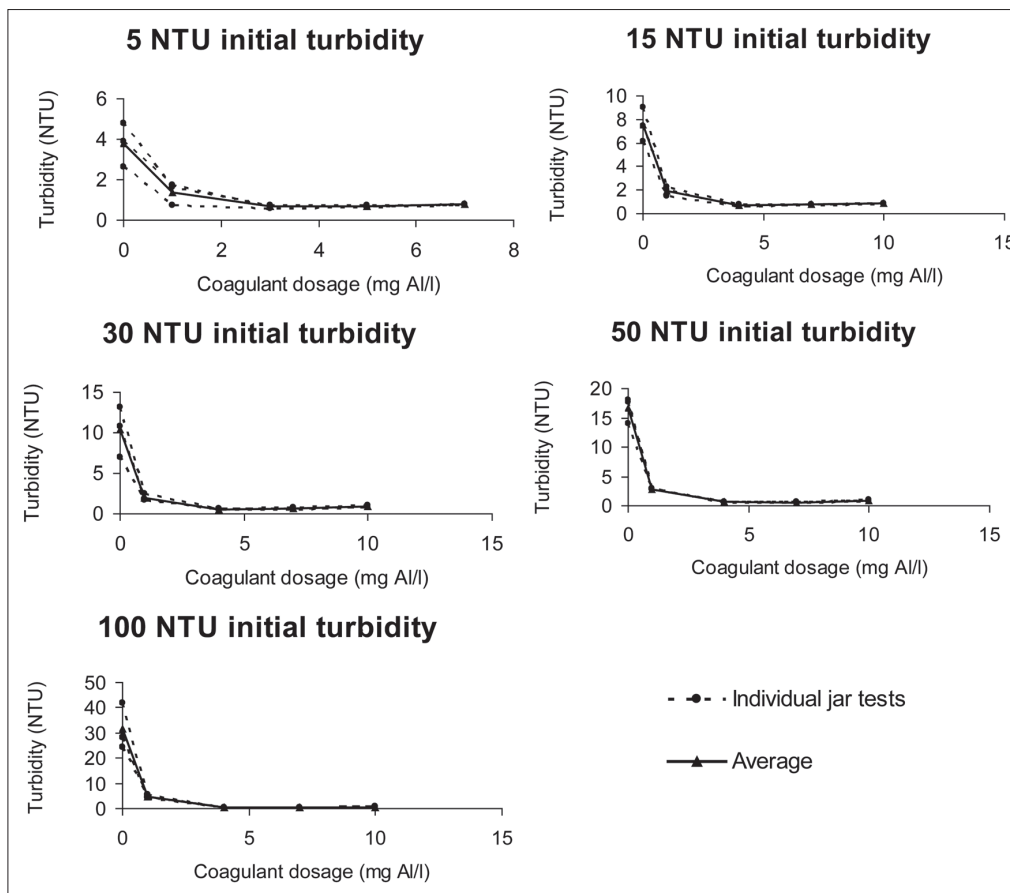 5 NTU initial turbidity
Turbidity (NTU)
6
4
2
0
0 2 4 6 8
Coagulant dosage (mg Al/l)
15 NTU initial turbidity
Turbidity (NTU)
10
8
6
4
2
0
0 5 10 15
Coagulant dosage (mg Al/l)
30 NTU initial turbidity
Turbidity (NTU)
15
10
5
0
0 5 10 15
Coagulant dosage (mg Al/l)
50 NTU initial turbidity
Turbidity (NTU)
20
15
10
5
0
0 5 10 15
Coagulant dosage (mg Al/l)
100 NTU initial turbidity
Turbidity (NTU)
50
40
30
20
10
0
0 5 10 15
Coagulant dosage (mg Al/l)
Individual jar tests
Average